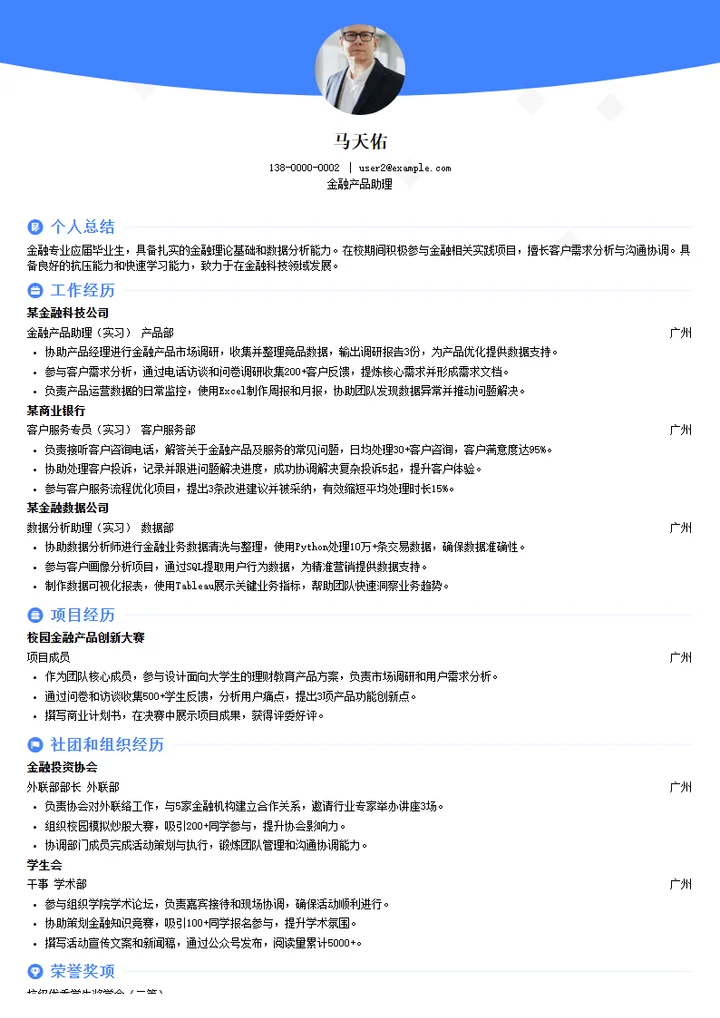 马天佑
138-0000-0002 | user2@example.com
金融产品助理
个人总结
金融专业应届毕业生，具备扎实的金融理论基础和数据分析能力。在校期间积极参与金融相关实践项目，擅长客户需求分析与沟通协调。具
备良好的抗压能力和快速学习能力，致力于在金融科技领域发展。
工作经历
某金融科技公司
金融产品助理（实习） 产品部 广州
• 协助产品经理进行金融产品市场调研，收集并整理竞品数据，输出调研报告3份，为产品优化提供数据支持。
• 参与客户需求分析，通过电话访谈和问卷调研收集200+客户反馈，提炼核心需求并形成需求文档。
• 负责产品运营数据的日常监控，使用Excel制作周报和月报，协助团队发现数据异常并推动问题解决。
某商业银行
客户服务专员（实习） 客户服务部 广州
• 负责接听客户咨询电话，解答关于金融产品及服务的常见问题，日均处理30+客户咨询，客户满意度达95%。
• 协助处理客户投诉，记录并跟进问题解决进度，成功协调解决复杂投诉5起，提升客户体验。
• 参与客户服务流程优化项目，提出3条改进建议并被采纳，有效缩短平均处理时长15%。
某金融数据公司
数据分析助理（实习） 数据部 广州
• 协助数据分析师进行金融业务数据清洗与整理，使用Python处理10万+条交易数据，确保数据准确性。
• 参与客户画像分析项目，通过SQL提取用户行为数据，为精准营销提供数据支持。
• 制作数据可视化报表，使用Tableau展示关键业务指标，帮助团队快速洞察业务趋势。
项目经历
校园金融产品创新大赛
项目成员 广州
• 作为团队核心成员，参与设计面向大学生的理财教育产品方案，负责市场调研和用户需求分析。
• 通过问卷和访谈收集500+学生反馈，分析用户痛点，提出3项产品功能创新点。
• 撰写商业计划书，在决赛中展示项目成果，获得评委好评。
社团和组织经历
金融投资协会
外联部部长 外联部 广州
• 负责协会对外联络工作，与5家金融机构建立合作关系，邀请行业专家举办讲座3场。
• 组织校园模拟炒股大赛，吸引200+同学参与，提升协会影响力。
• 协调部门成员完成活动策划与执行，锻炼团队管理和沟通协调能力。
学生会
干事 学术部 广州
• 参与组织学院学术论坛，负责嘉宾接待和现场协调，确保活动顺利进行。
• 协助策划金融知识竞赛，吸引100+同学报名参与，提升学术氛围。
• 撰写活动宣传文案和新闻稿，通过公众号发布，阅读量累计5000+。
荣誉奖项